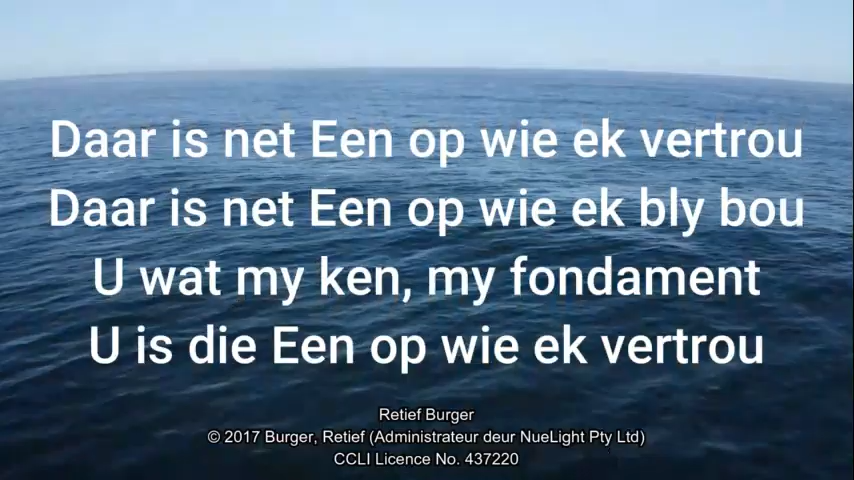 Daar is net Een op wie ek vertrou
Daar is net Een op wie ek bly bou
U wat my ken, my fondament
U is die Een op wie ek vertrou
Retief Burger
© 2017 Burger, Retief (Administrateur deur NueLight Pty Ltd)
CCLI Licence No. 437220